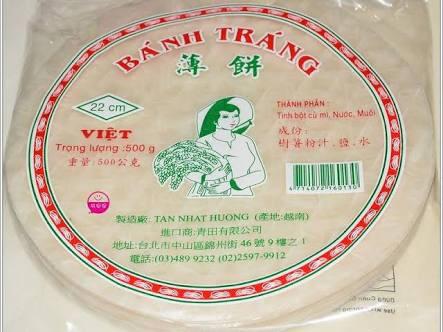 BÁNH TRÁNG
薄餅
22 cm
VIỆT
Trọng lượng :500 g
重量:500公克
THÀNH PHẦN :
Tinh bột củ mì, Nước, Muối
成份:
樹薯粉汁.鹽.水
4714072160130
製造廠: TAN NHAT HUONG (產地:越南)
進口商:青田有限公司
地址:台北市中山區錦州街 46 號 9 樓之 1
電話:(03)489 9232 (02)2597-9912